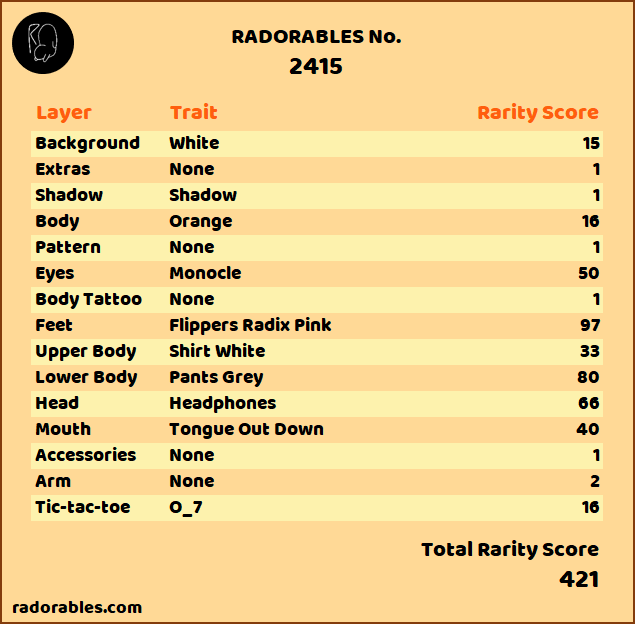 RADORABLES No.
2415
Layer Trait Rarity Score
Background White 15
Extras None 1
Shadow Shadow 1
Body Orange 16
Pattern None 1
Eyes Monocle 50
Body Tattoo None 1
Feet Flippers Radix Pink 97
Upper Body Shirt White 33
Lower Body Pants Grey 80
Head Headphones 66
Mouth Tongue Out Down 40
Accessories None 1
Arm None 2
Tic-tac-toe O_7 16
Total Rarity Score
421
radorables.com